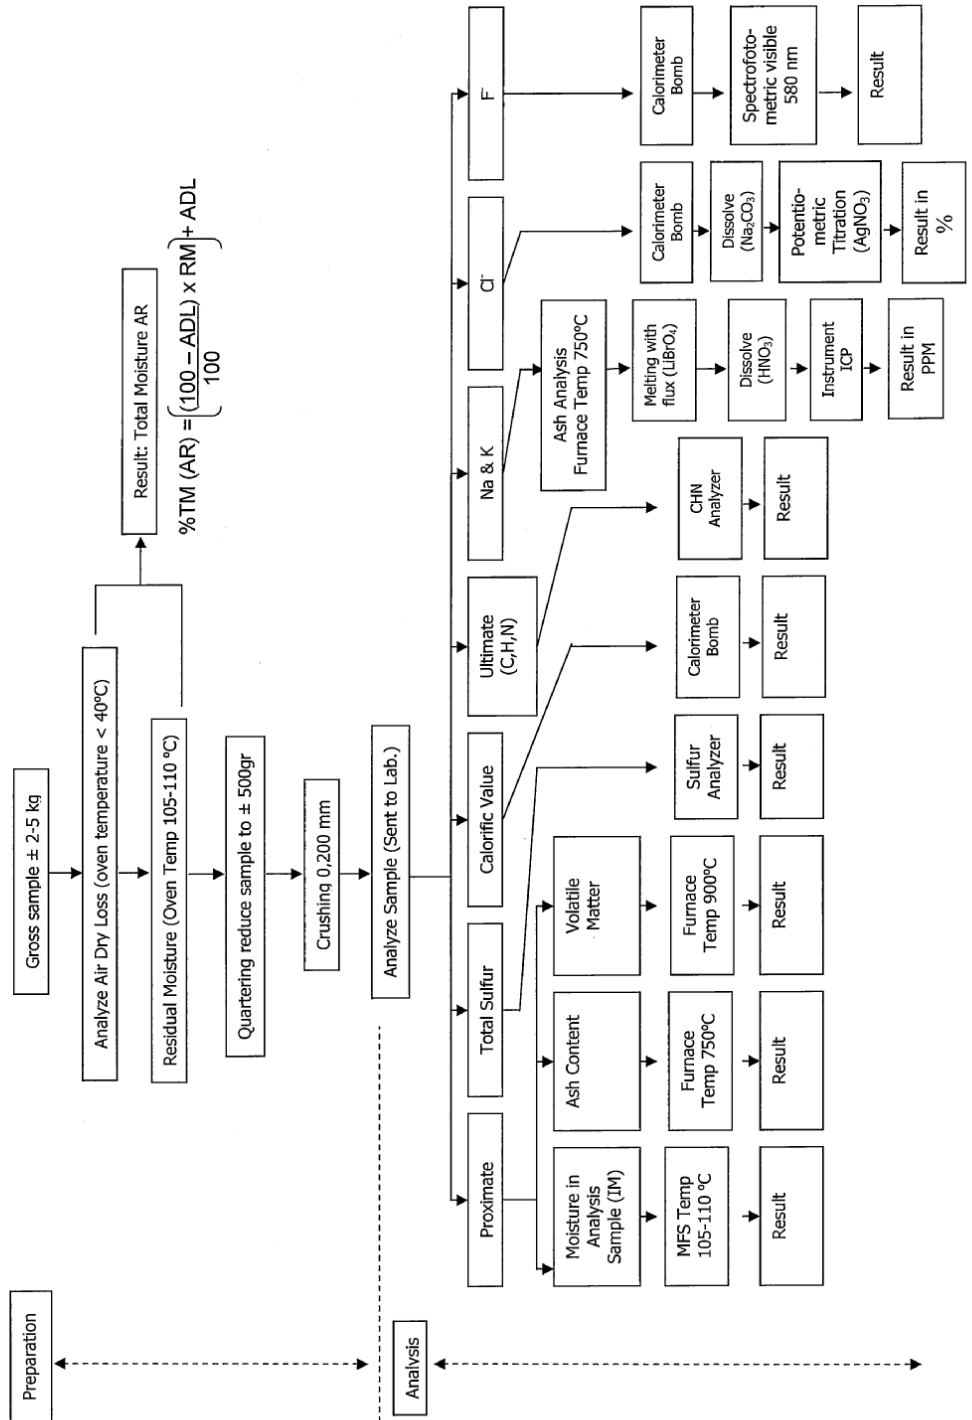 Preparation
Gross sample ± 2-5 kg
Analyze Air Dry Loss (oven temperature < 40ºC)
Residual Moisture (Oven Temp 105-110 ºC)
Result: Total Moisture AR
%TM (AR) = (100 – ADL) x RM + ADL
100
Quartering reduce sample to ± 500gr
Crushing 0,200 mm
Analyze Sample (Sent to Lab.)
Analysis
Proximate
Total Sulfur
Calorific Value
Ultimate
(C,H,N)
Na & K
Cl⁻
F⁻
Moisture in
Analysis
Sample (IM)
Ash Content
Volatile
Matter
Ash Analysis
Furnace Temp 750ºC
MFS Temp
105-110 ºC
Furnace
Temp 750ºC
Furnace
Temp 900ºC
Sulfur
Analyzer
Calorimeter
Bomb
CHN
Analyzer
Melting with
flux (LiBrO₄)
Calorimeter
Bomb
Calorimeter
Bomb
Dissolve
(HNO₃)
Dissolve
(Na₂CO₃)
Spectrofoto-
metric visible
580 nm
Result
Result
Result
Result
Result
Result
Instrument
ICP
Potentio-
metric
Titration
(AgNO₃)
Result
Result in
PPM
Result in
%